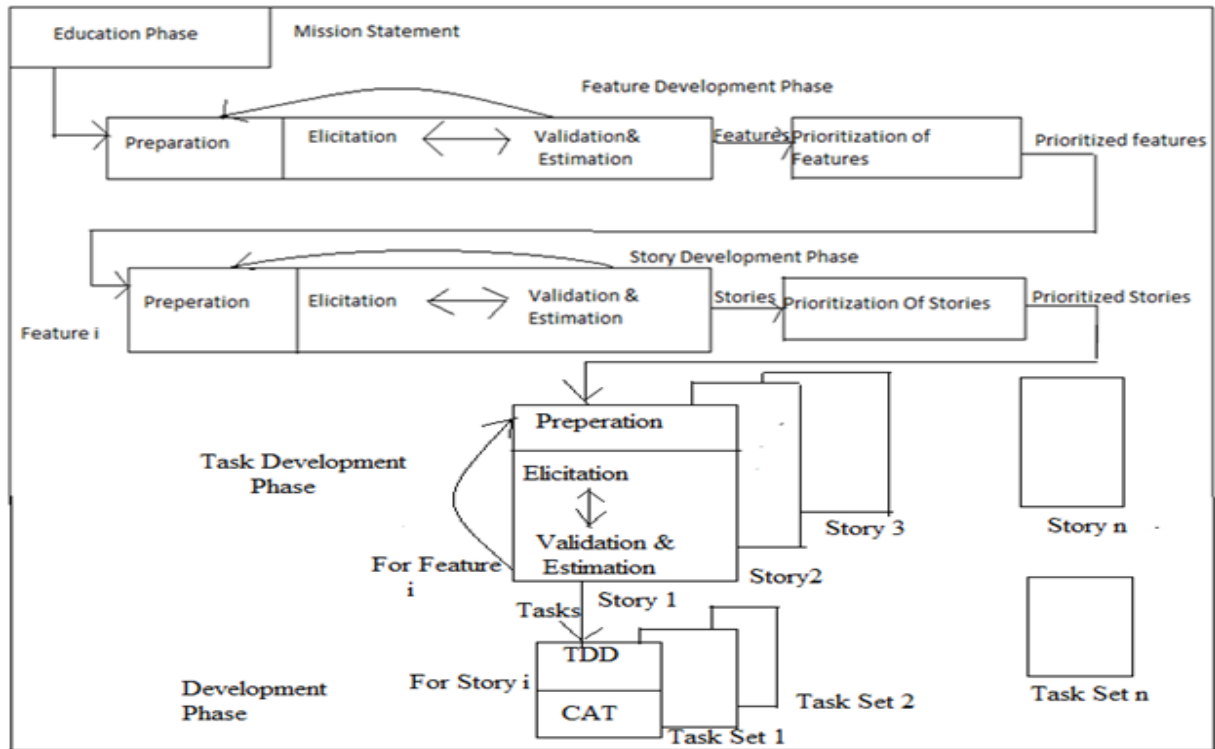 Education Phase
Mission Statement
Feature Development Phase
Preparation
Elicitation
Validation&
Estimation
Features
Prioritization of
Features
Prioritized features
Story Development Phase
Preperation
Elicitation
Validation &
Estimation
Stories
Prioritization Of Stories
Prioritized Stories
Feature i
Task Development
Phase
Preperation
Elicitation
Validation &
Estimation
For Feature
i
Story 1
Story2
Story 3
Story n
Tasks
Development
Phase
For Story i
TDD
CAT
Task Set 1
Task Set 2
Task Set n